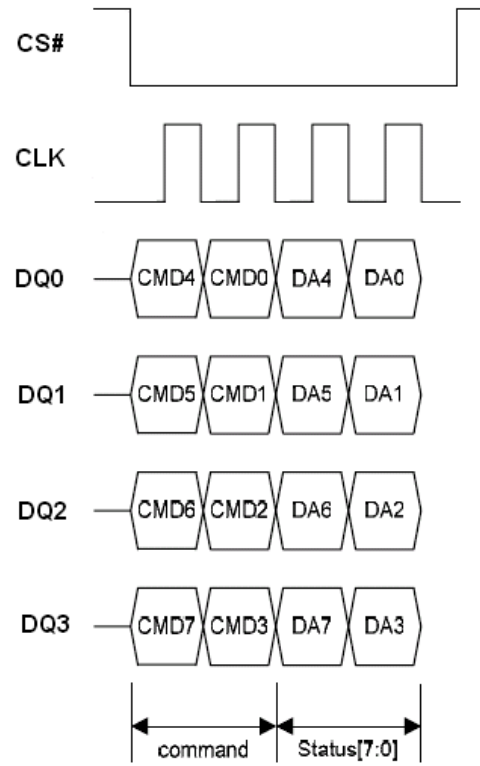 CS#
CLK
DQ0 CMD4 CMD0 DA4 DA0
DQ1 CMD5 CMD1 DA5 DA1
DQ2 CMD6 CMD2 DA6 DA2
DQ3 CMD7 CMD3 DA7 DA3
command Status[7:0]